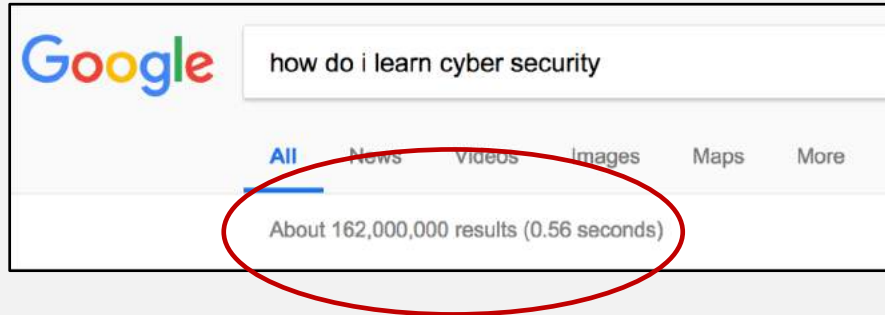 Google
how do i learn cyber security
All News Videos Images Maps More
About 162,000,000 results (0.56 seconds)